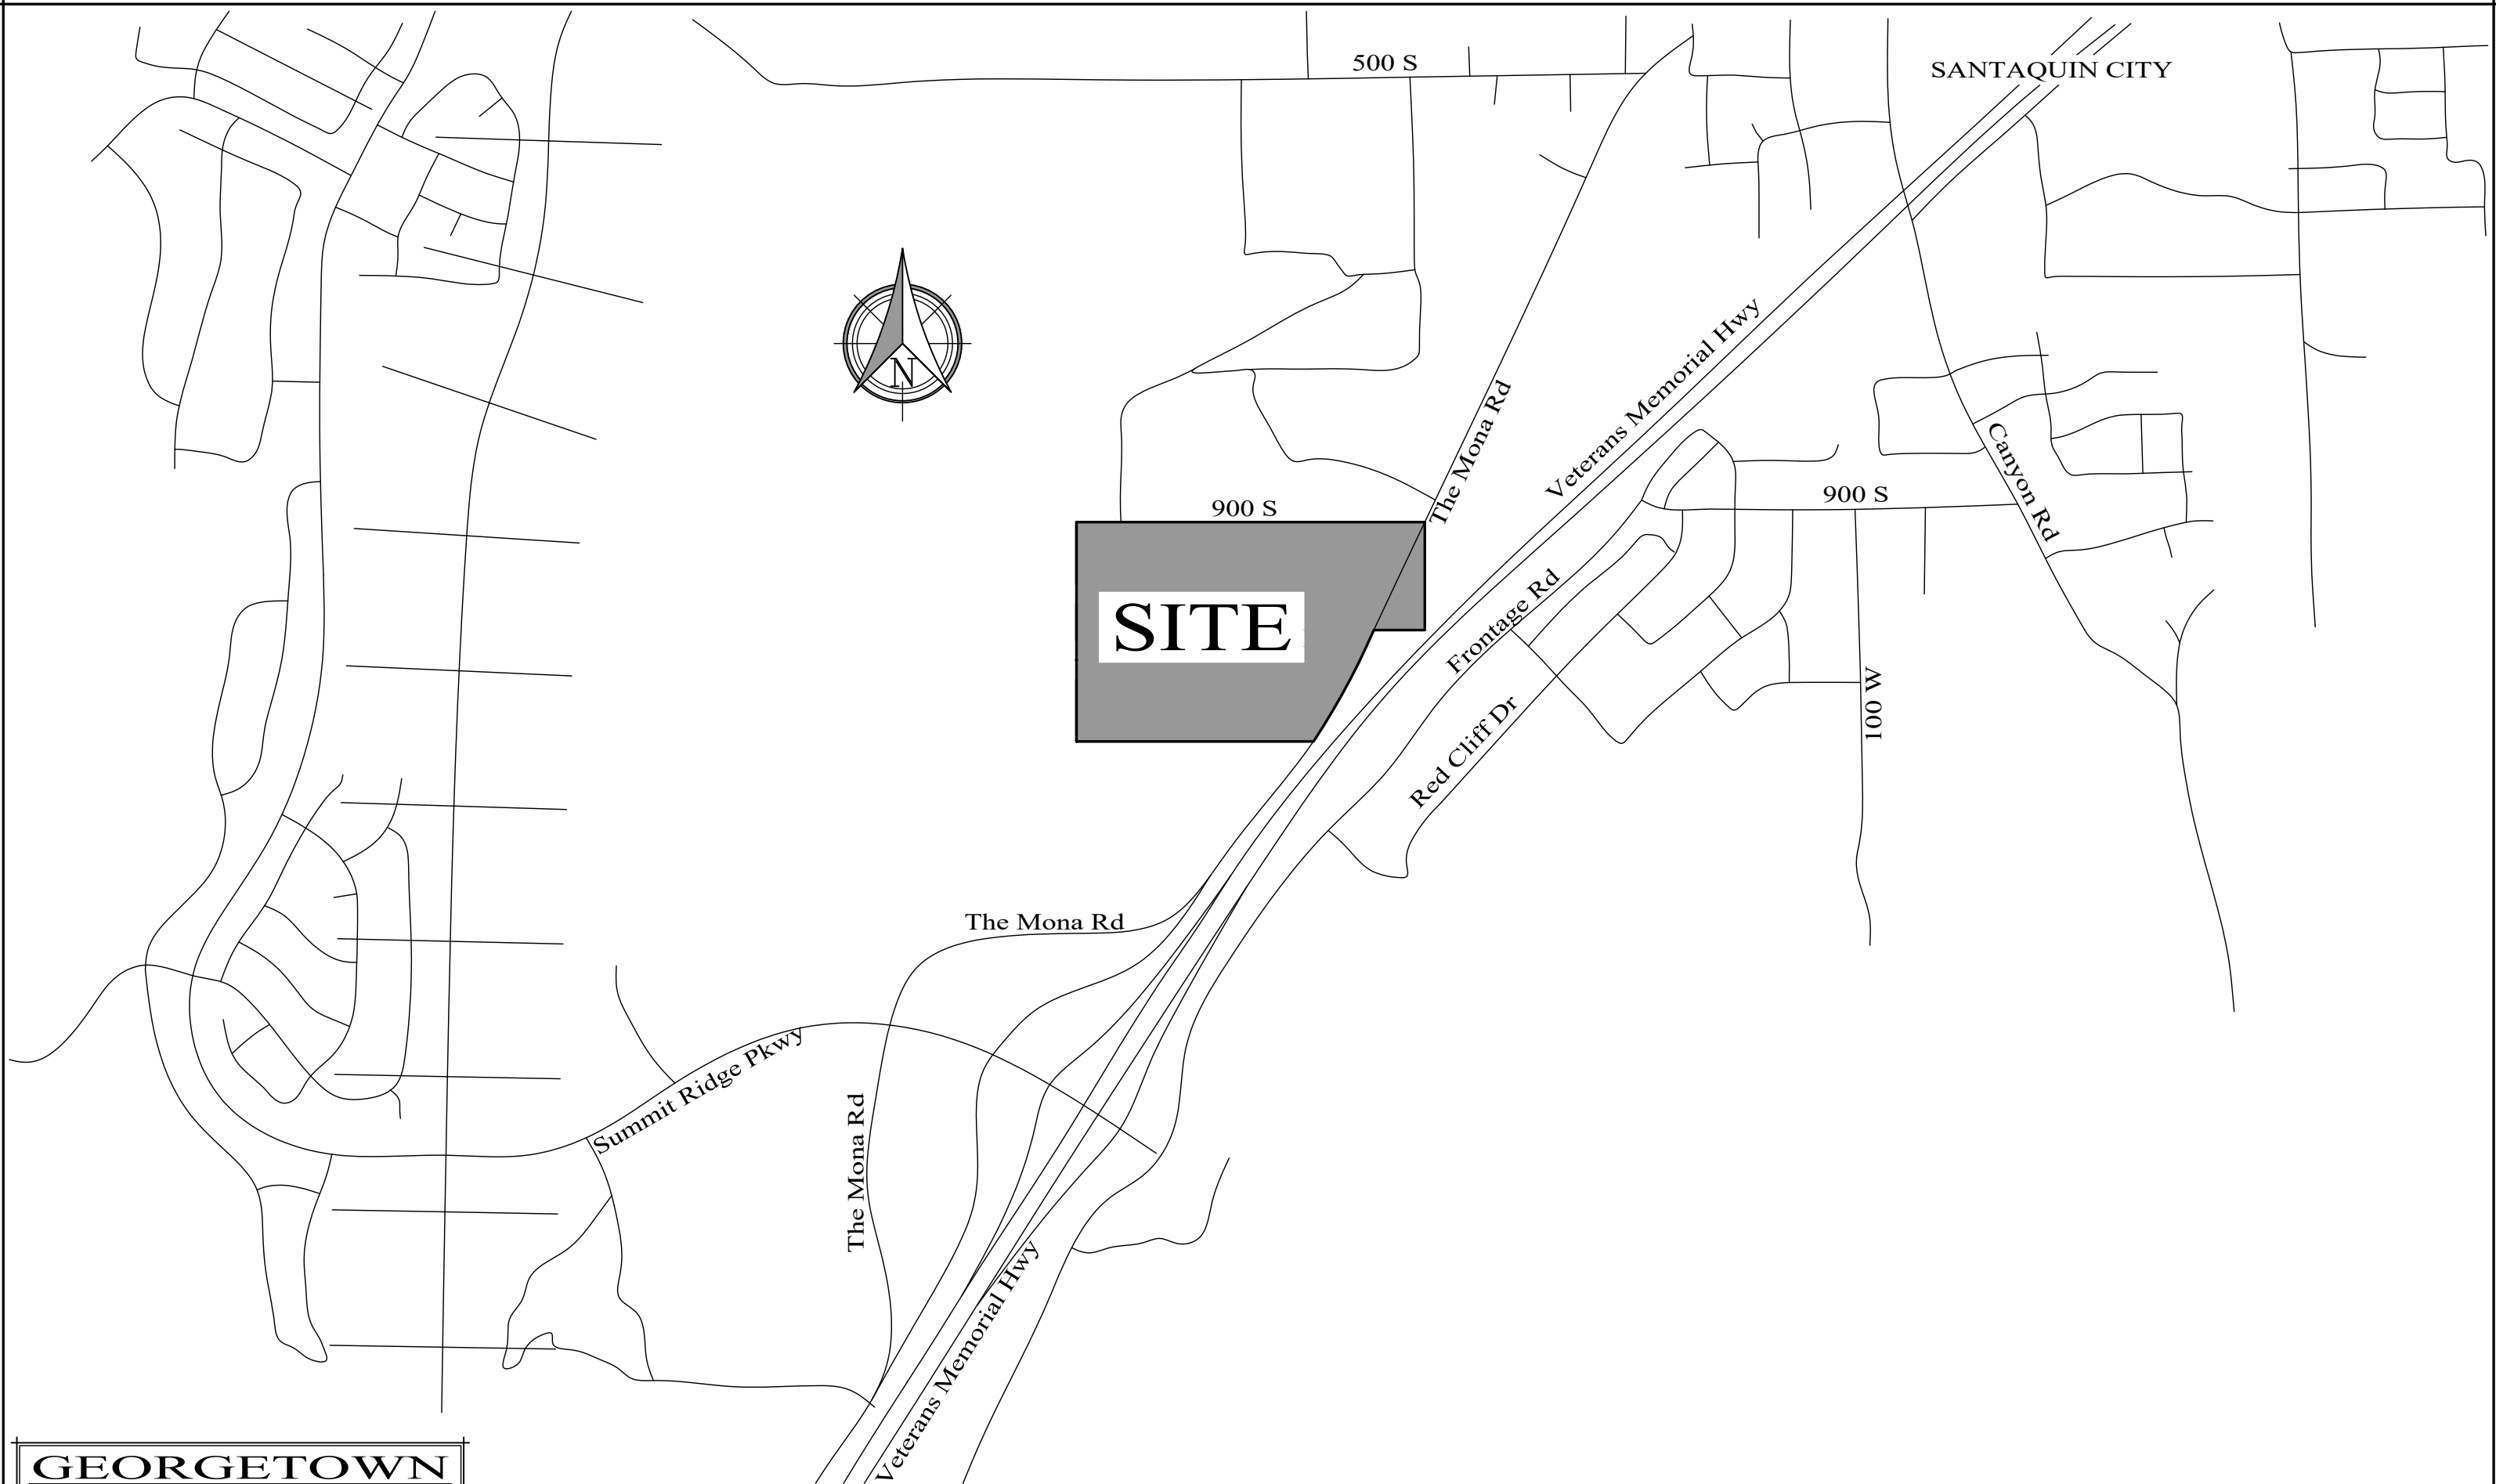 500 S
SANTAQUIN CITY
N
Veterans Memorial Hwy
The Mona Rd
Canyon Rd
900 S
900 S
SITE
Frontage Rd
Red Cliff Dr
100 W
The Mona Rd
Summit Ridge Pkwy
The Mona Rd
Veterans Memorial Hwy
GEORGETOWN